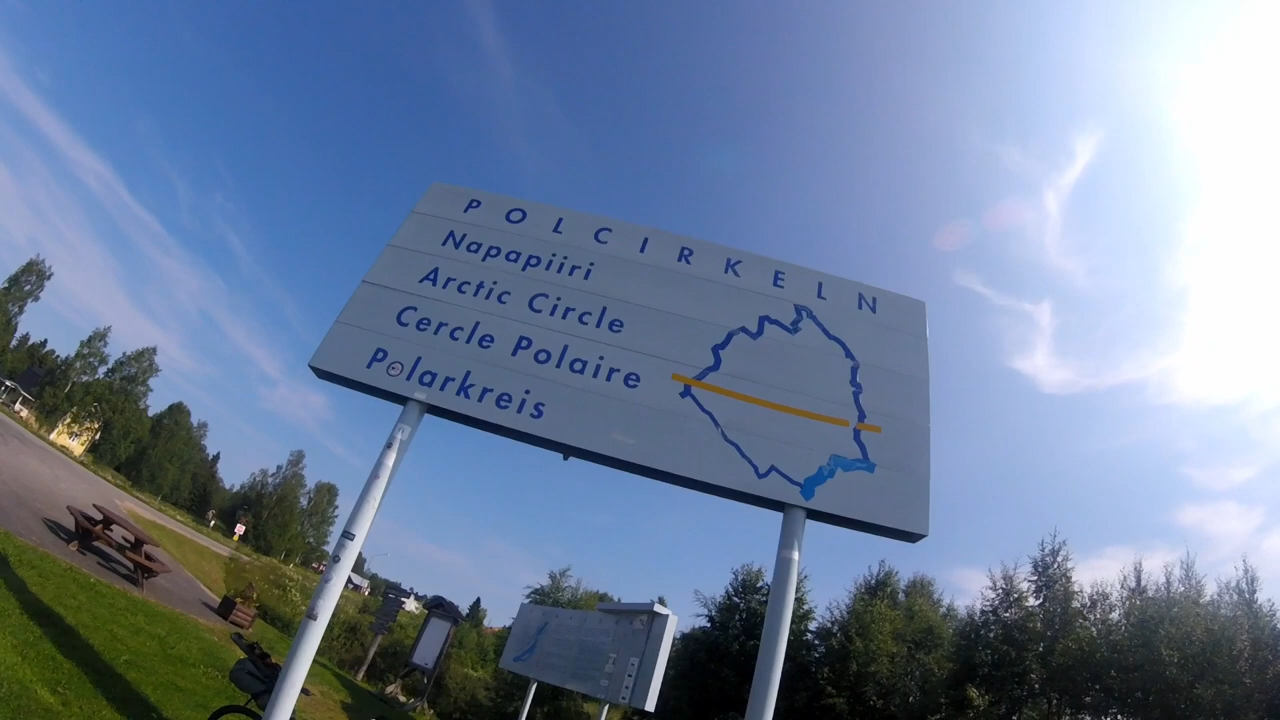 POLCIRKELN
Napapiiri
Arctic Circle
Cercle Polaire
Polarkreis